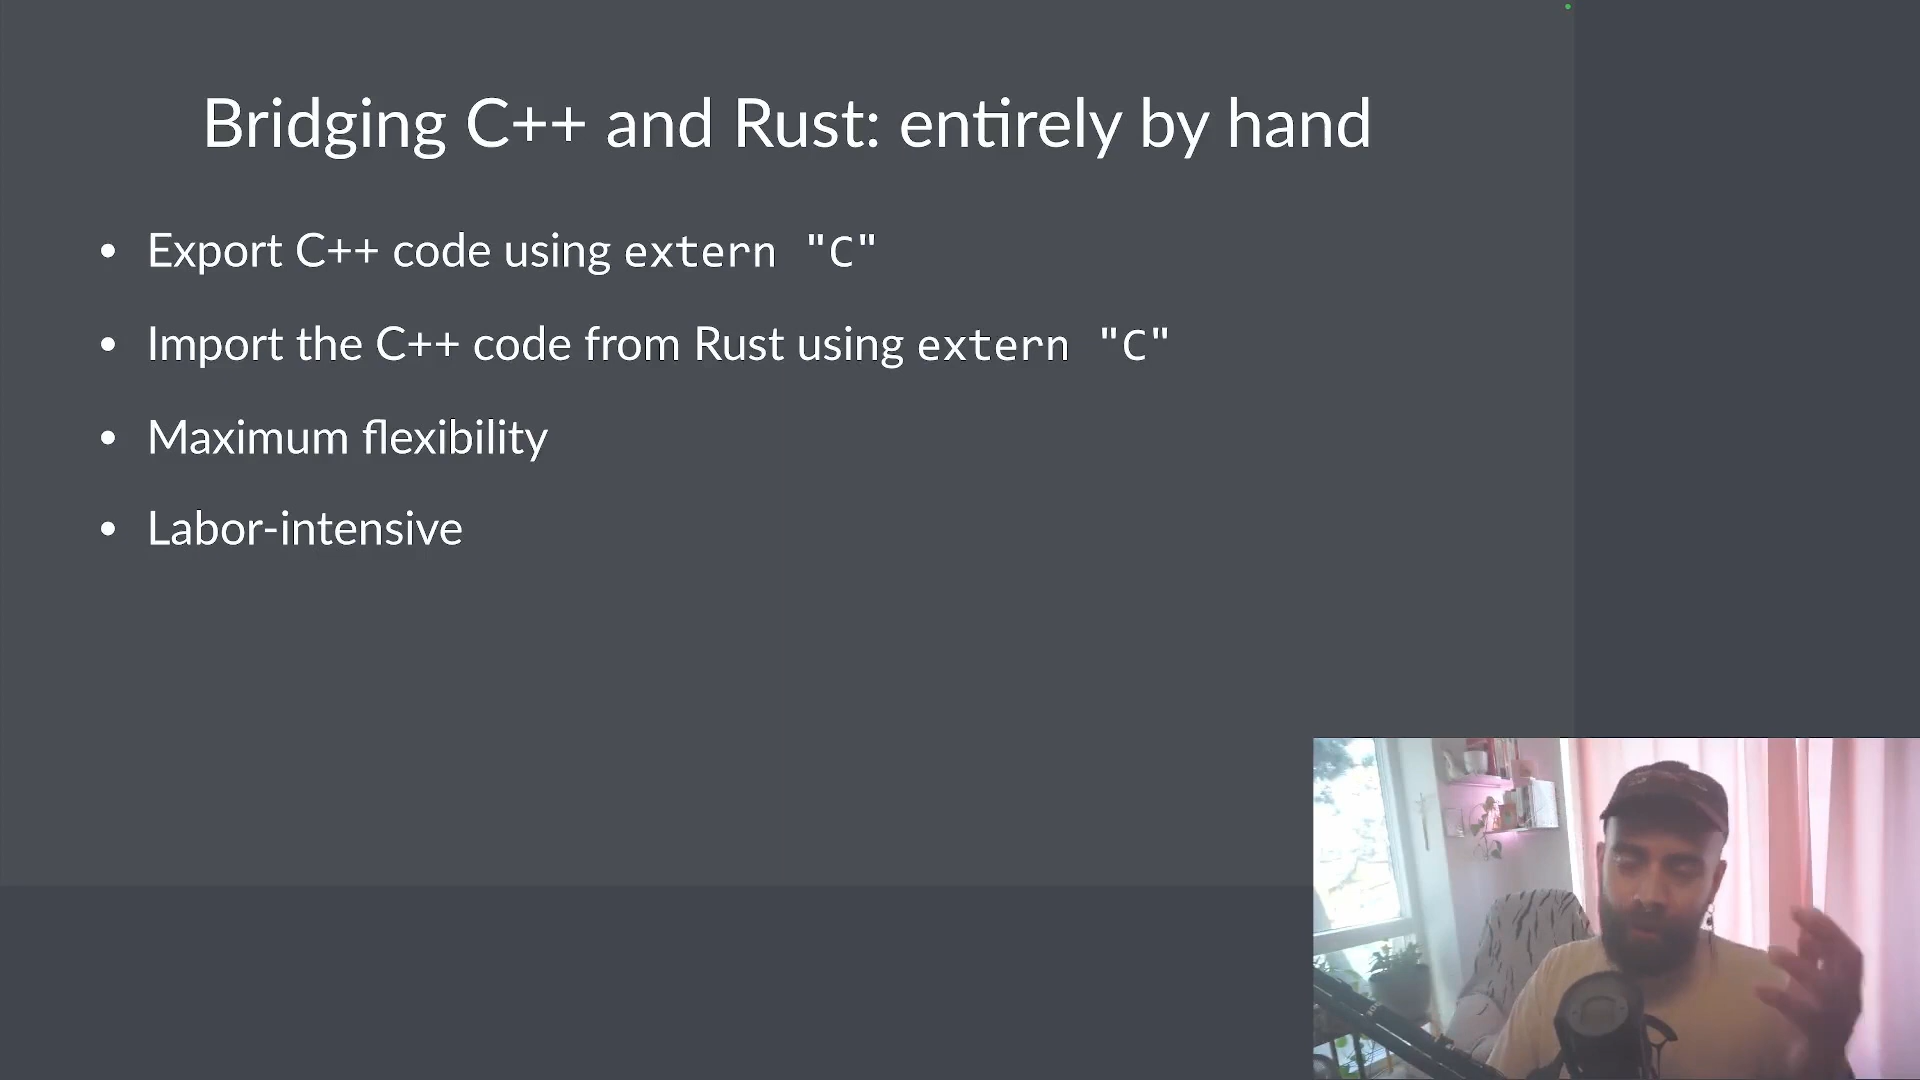 Bridging C++ and Rust: entirely by hand
• Export C++ code using extern "C"
• Import the C++ code from Rust using extern "C"
• Maximum flexibility
• Labor-intensive